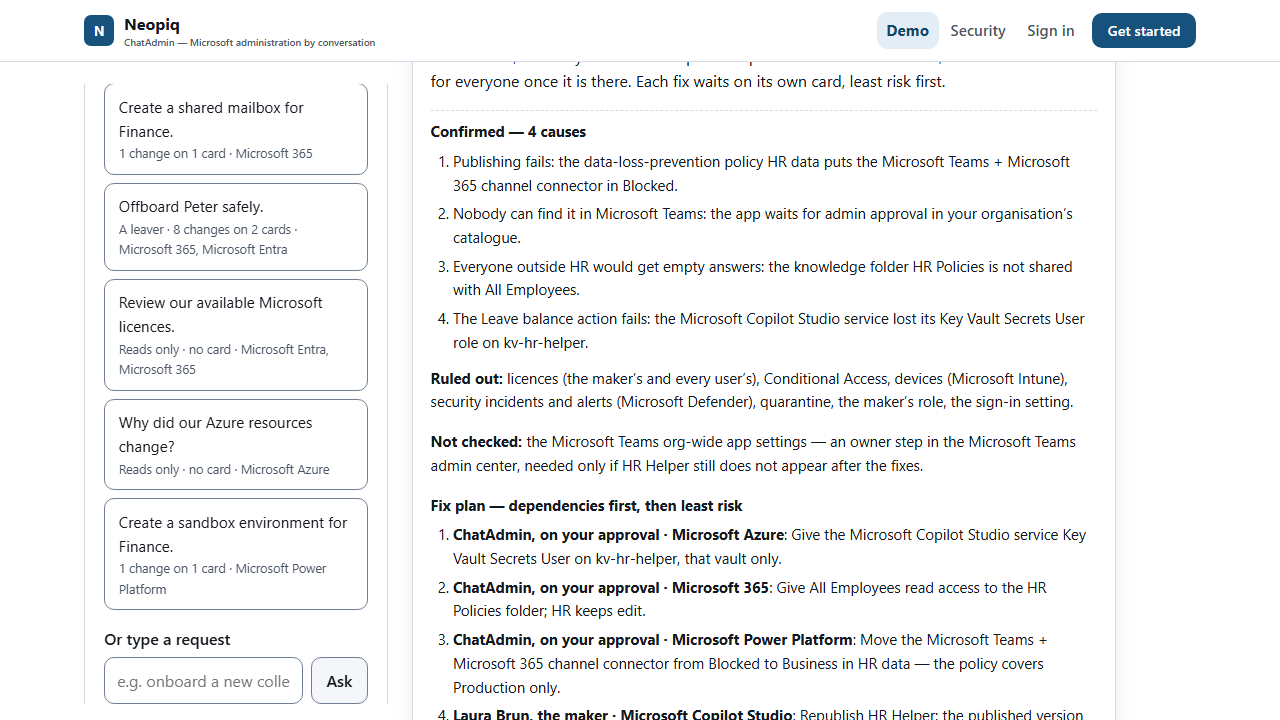 N
Neopiq
ChatAdmin — Microsoft administration by conversation
Demo
Security
Sign in
Get started
Create a shared mailbox for
Finance.
1 change on 1 card · Microsoft 365
Offboard Peter safely.
A leaver · 8 changes on 2 cards ·
Microsoft 365, Microsoft Entra
Review our available Microsoft
licences.
Reads only · no card · Microsoft Entra,
Microsoft 365
Why did our Azure resources
change?
Reads only · no card · Microsoft Azure
Create a sandbox environment for
Finance.
1 change on 1 card · Microsoft Power
Platform
Or type a request
e.g. onboard a new colle
Ask
for everyone once it is there. Each fix waits on its own card, least risk first.
Confirmed — 4 causes
1. Publishing fails: the data-loss-prevention policy HR data puts the Microsoft Teams + Microsoft
365 channel connector in Blocked.
2. Nobody can find it in Microsoft Teams: the app waits for admin approval in your organisation’s
catalogue.
3. Everyone outside HR would get empty answers: the knowledge folder HR Policies is not shared
with All Employees.
4. The Leave balance action fails: the Microsoft Copilot Studio service lost its Key Vault Secrets User
role on kv-hr-helper.
Ruled out: licences (the maker’s and every user’s), Conditional Access, devices (Microsoft Intune),
security incidents and alerts (Microsoft Defender), quarantine, the maker’s role, the sign-in setting.
Not checked: the Microsoft Teams org-wide app settings — an owner step in the Microsoft Teams
admin center, needed only if HR Helper still does not appear after the fixes.
Fix plan — dependencies first, then least risk
1. ChatAdmin, on your approval · Microsoft Azure: Give the Microsoft Copilot Studio service Key
Vault Secrets User on kv-hr-helper, that vault only.
2. ChatAdmin, on your approval · Microsoft 365: Give All Employees read access to the HR
Policies folder; HR keeps edit.
3. ChatAdmin, on your approval · Microsoft Power Platform: Move the Microsoft Teams +
Microsoft 365 channel connector from Blocked to Business in HR data — the policy covers
Production only.
4. Laura Brun, the maker · Microsoft Copilot Studio: Republish HR Helper: the published version